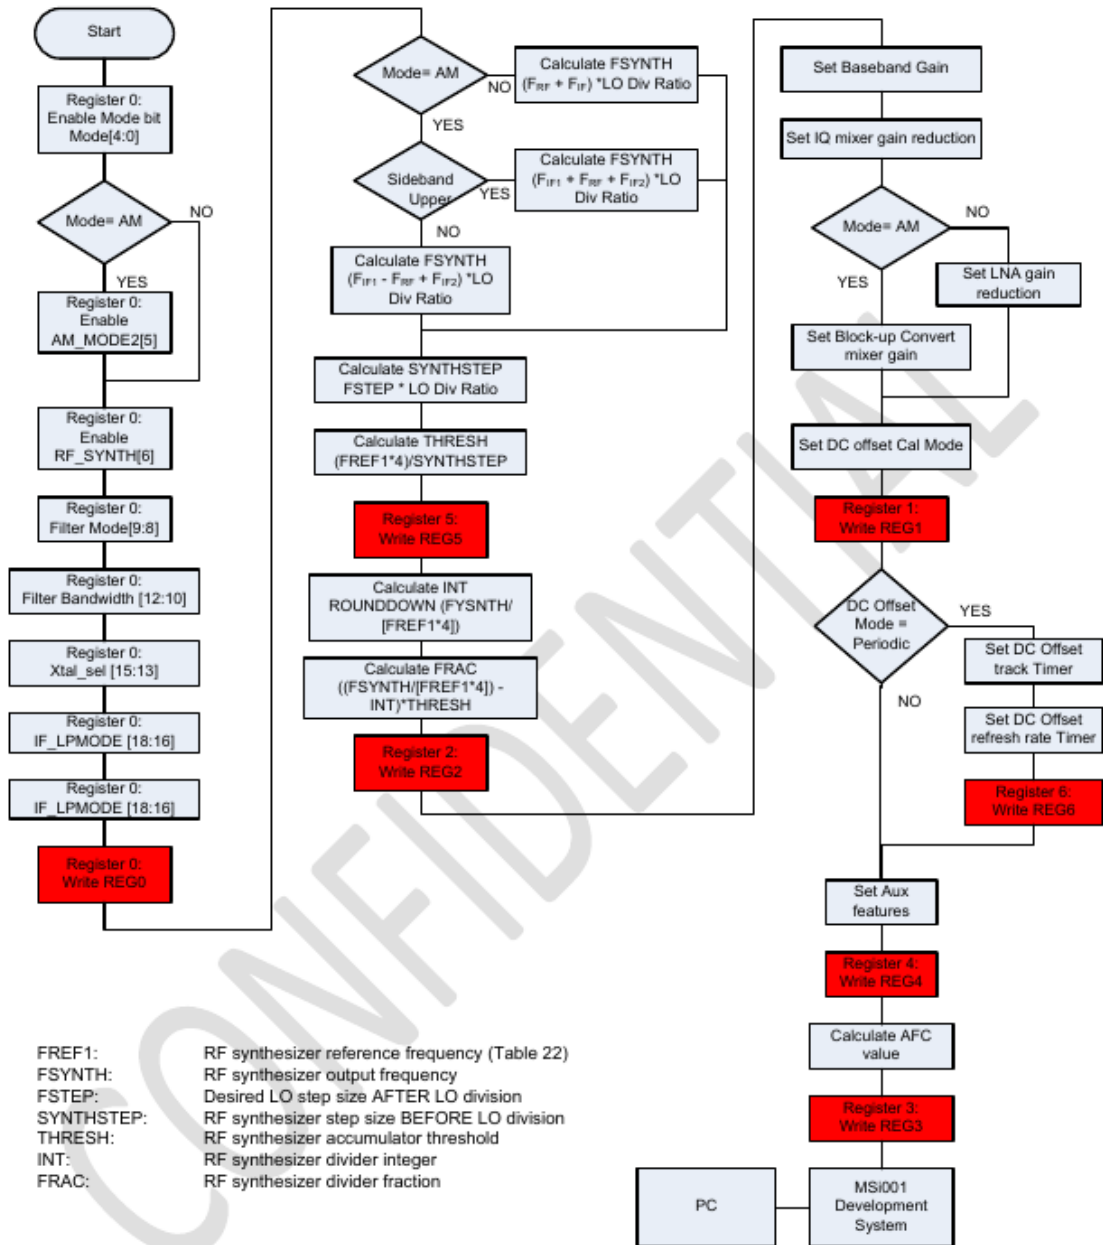 Start
Register 0:
Enable Mode bit
Mode[4:0]
Mode= AM
NO
YES
Register 0:
Enable
AM_MODE2[5]
Register 0:
Enable
RF_SYNTH[6]
Register 0:
Filter Mode[9:8]
Register 0:
Filter Bandwidth [12:10]
Register 0:
Xtal_sel [15:13]
Register 0:
IF_LPMODE [18:16]
Register 0:
IF_LPMODE [18:16]
Register 0:
Write REG0
Mode= AM
NO
Calculate FSYNTH
(FRF + FIF) *LO Div Ratio
YES
Sideband
Upper
YES
Calculate FSYNTH
(FIF1 + FRF + FIF2) *LO
Div Ratio
NO
Calculate FSYNTH
(FIF1 - FRF + FIF2) *LO
Div Ratio
Calculate SYNTHSTEP
FSTEP * LO Div Ratio
Calculate THRESH
(FREF1*4)/SYNTHSTEP
Register 5:
Write REG5
Calculate INT
ROUNDDOWN (FYSNTH/
[FREF1*4])
Calculate FRAC
((FSYNTH/[FREF1*4]) -
INT)*THRESH
Register 2:
Write REG2
Set Baseband Gain
Set IQ mixer gain reduction
Mode= AM
NO
YES
Set LNA gain
reduction
Set Block-up Convert
mixer gain
Set DC offset Cal Mode
Register 1:
Write REG1
DC Offset
Mode =
Periodic
YES
NO
Set DC Offset
track Timer
Set DC Offset
refresh rate Timer
Register 6:
Write REG6
Set Aux
features
Register 4:
Write REG4
Calculate AFC
value
Register 3:
Write REG3
PC
MSi001
Development
System
FREF1: RF synthesizer reference frequency (Table 22)
FSYNTH: RF synthesizer output frequency
FSTEP: Desired LO step size AFTER LO division
SYNTHSTEP: RF synthesizer step size BEFORE LO division
THRESH: RF synthesizer accumulator threshold
INT: RF synthesizer divider integer
FRAC: RF synthesizer divider fraction
CONFIDENTIAL